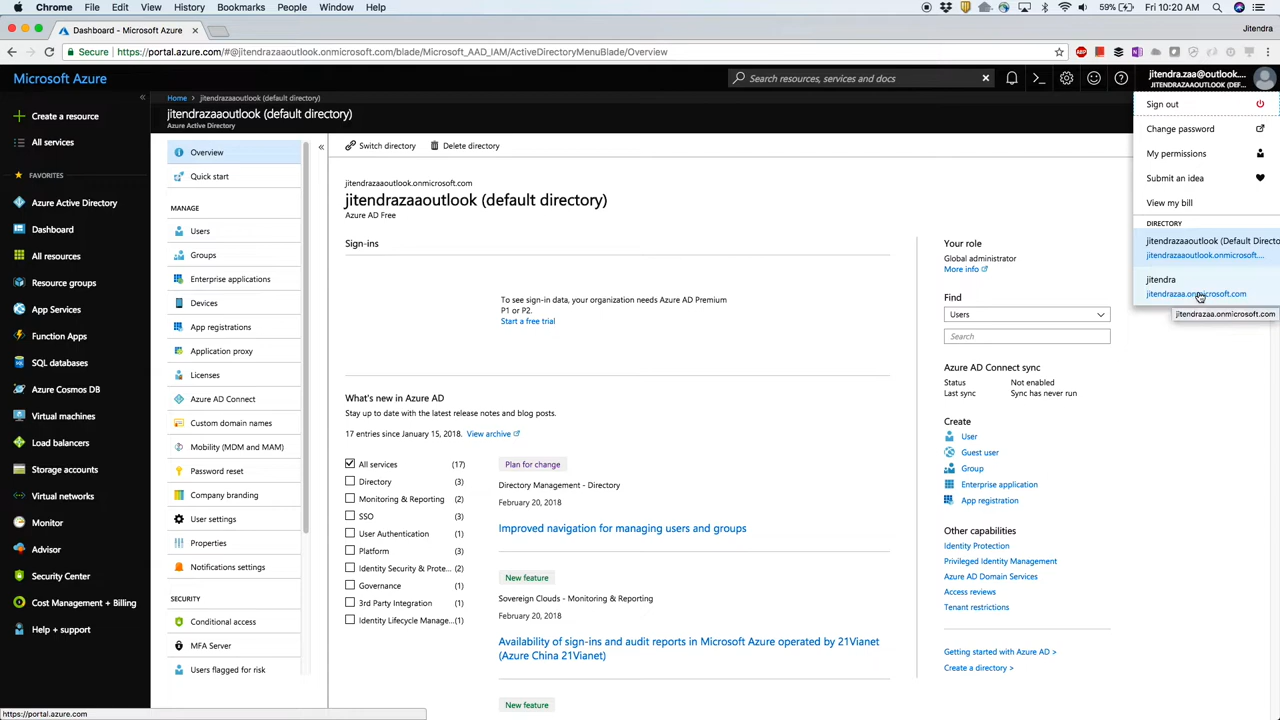 Chrome File Edit View History Bookmarks People Window Help
59% Fri 10:20 AM
Dashboard - Microsoft Azure
Jitendra
Secure https://portal.azure.com/#@jitendrazaaoutlook.onmicrosoft.com/blade/Microsoft_AAD_IAM/ActiveDirectoryMenuBlade/Overview
ABP
Microsoft Azure
Search resources, services and docs
jitendra.zaa@outlook....
JITENDRAZAAOUTLOOK (DEF...
Create a resource
All services
FAVORITES
Azure Active Directory
Dashboard
All resources
Resource groups
App Services
Function Apps
SQL databases
Azure Cosmos DB
Virtual machines
Load balancers
Storage accounts
Virtual networks
Monitor
Advisor
Security Center
Cost Management + Billing
Help + support
Home jitendrazaaoutlook (default directory)
jitendrazaaoutlook (default directory)
Azure Active Directory
Overview
Quick start
MANAGE
Users
Groups
Enterprise applications
Devices
App registrations
Application proxy
Licenses
Azure AD Connect
Custom domain names
Mobility (MDM and MAM)
Password reset
Company branding
User settings
Properties
Notifications settings
SECURITY
Conditional access
MFA Server
Users flagged for risk
Switch directory Delete directory
jitendrazaaoutlook.onmicrosoft.com
jitendrazaaoutlook (default directory)
Azure AD Free
Sign-ins
To see sign-in data, your organization needs Azure AD Premium
P1 or P2.
Start a free trial
What's new in Azure AD
Stay up to date with the latest release notes and blog posts.
17 entries since January 15, 2018. View archive
All services (17)
Directory (3)
Monitoring & Reporting (2)
SSO (3)
User Authentication (1)
Platform (3)
Identity Security & Prote... (2)
Governance (1)
3rd Party Integration (1)
Identity Lifecycle Manage... (1)
Plan for change
Directory Management - Directory
February 20, 2018
Improved navigation for managing users and groups
New feature
Sovereign Clouds - Monitoring & Reporting
February 20, 2018
Availability of sign-ins and audit reports in Microsoft Azure operated by 21Vianet
(Azure China 21Vianet)
New feature
Your role
Global administrator
More info
Find
Users
Search
Azure AD Connect sync
Status Not enabled
Last sync Sync has never run
Create
User
Guest user
Group
Enterprise application
App registration
Other capabilities
Identity Protection
Privileged Identity Management
Azure AD Domain Services
Access reviews
Tenant restrictions
Getting started with Azure AD >
Create a directory >
Sign out
Change password
My permissions
Submit an idea
View my bill
DIRECTORY
jitendrazaaoutlook (Default Directo
jitendrazaaoutlook.onmicrosoft....
jitendra
jitendrazaa.onmicrosoft.com
jitendrazaa.onmicrosoft.com
https://portal.azure.com